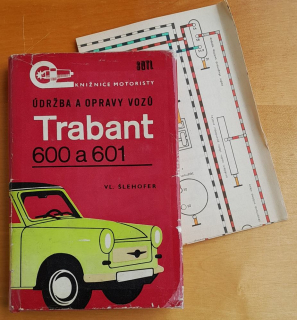 SNTL
KNIŽNICE MOTORISTY
ÚDRŽBA A OPRAVY VOZŮ
Trabant
600 a 601
VL. ŠLEHOFER